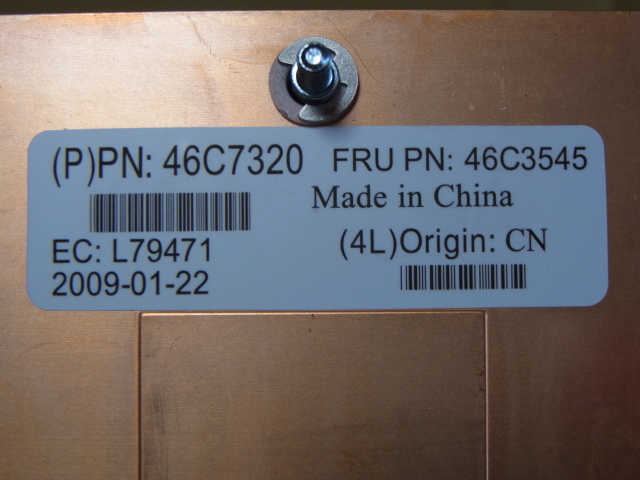 (P)PN: 46C7320 FRU PN: 46C3545
Made in China
EC: L79471 (4L)Origin: CN
2009-01-22